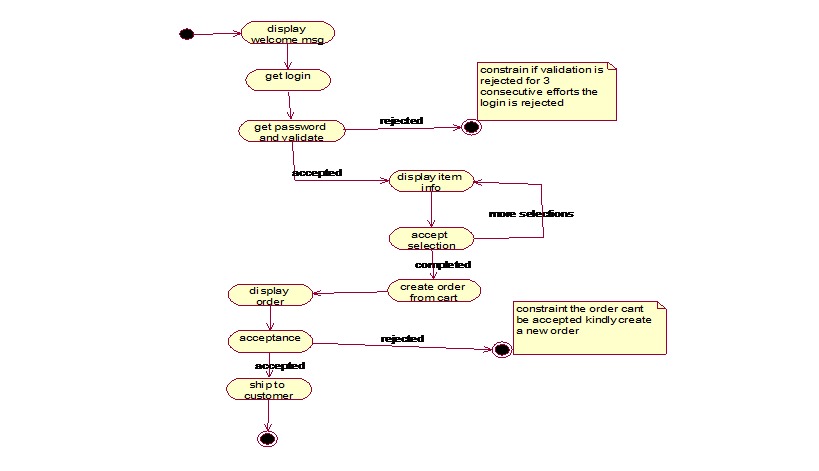 display
welcome msg
get login
constrain if validation is
rejected for 3
consecutive efforts the
login is rejected
get password
and validate
rejected
accepted
display item
info
more selections
accept
selection
completed
create order
from cart
display
order
constraint the order cant
be accepted kindly create
a new order
acceptance
rejected
accepted
ship to
customer